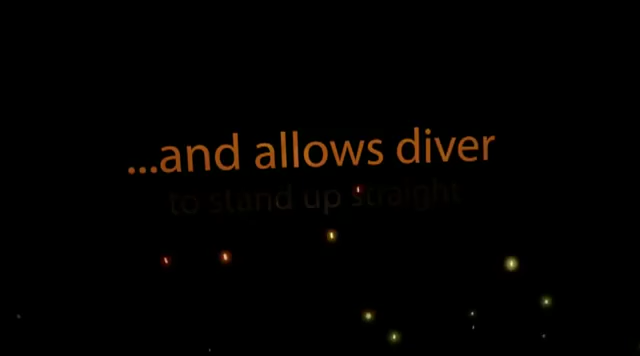 ...and allows diver
to stand up straight